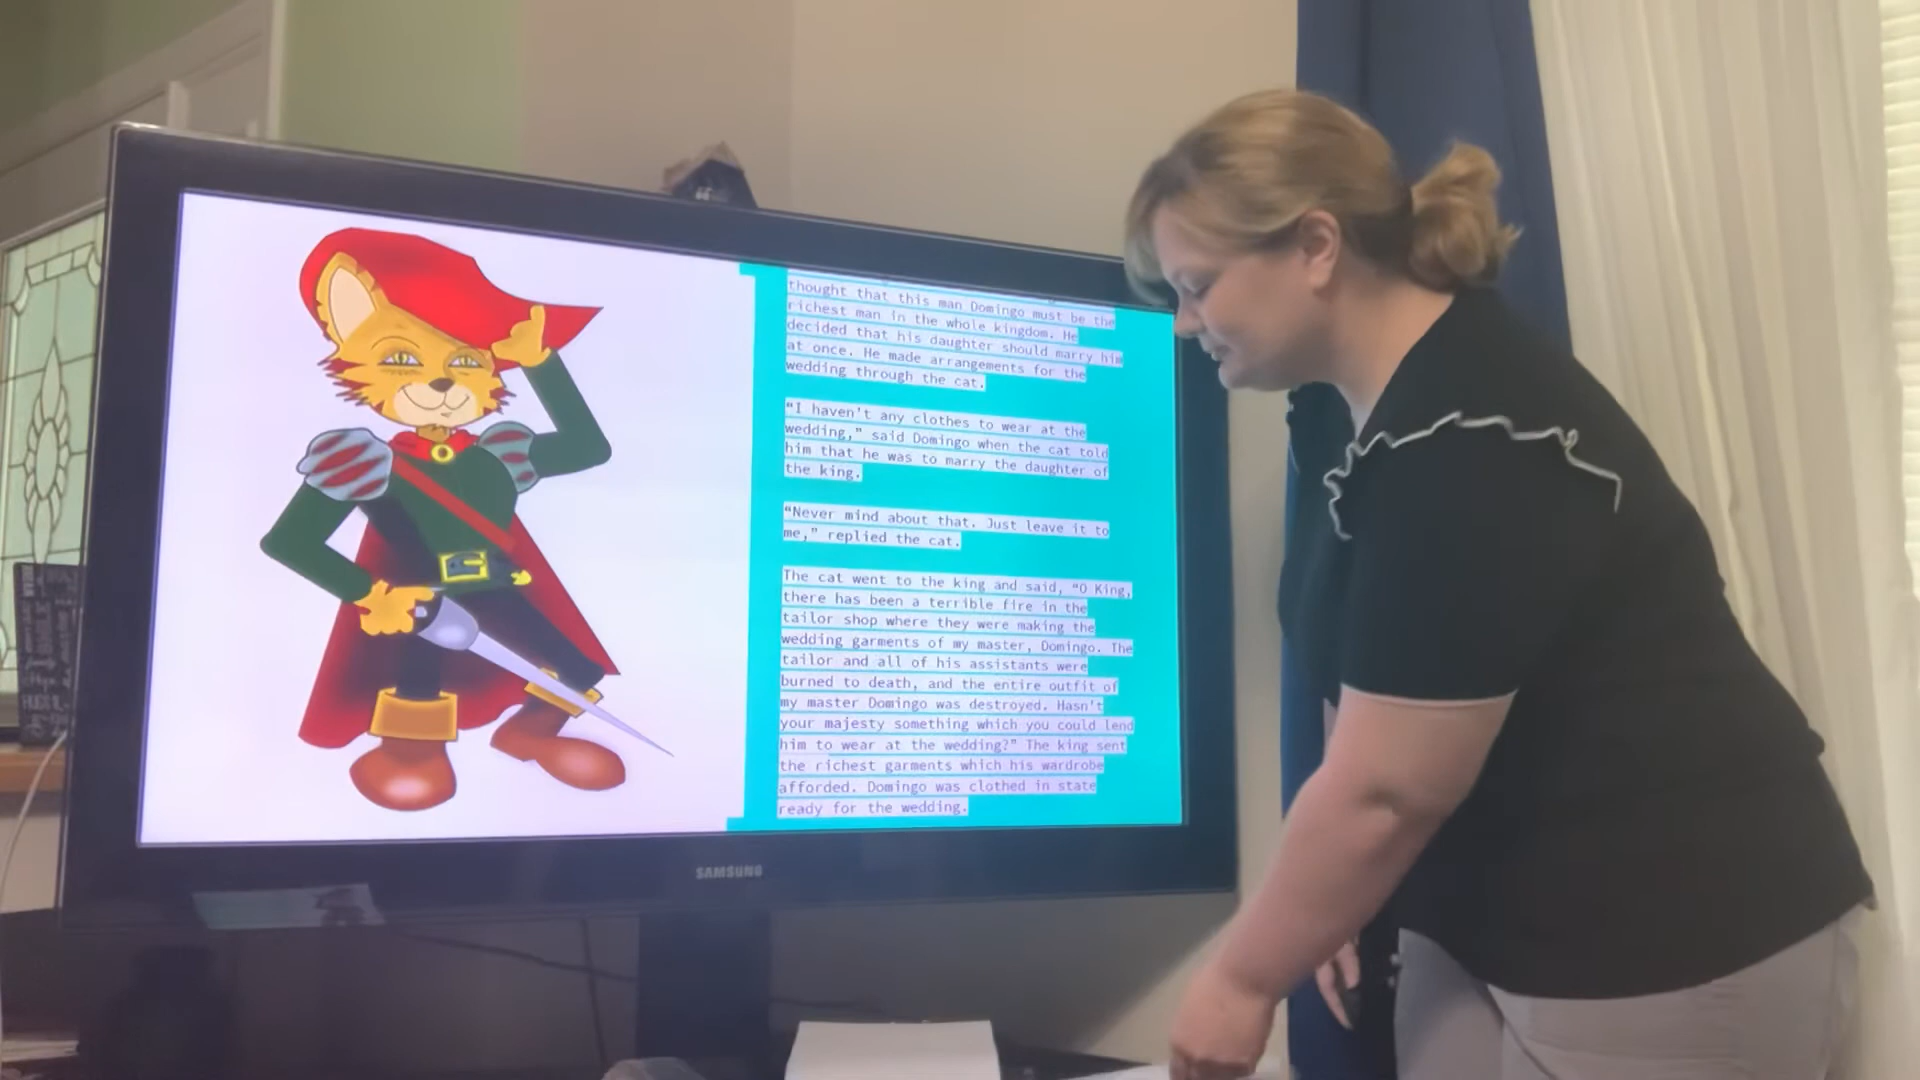 thought that this man Domingo must be the
richest man in the whole kingdom. He
decided that his daughter should marry him
at once. He made arrangements for the
wedding through the cat.
“I haven't any clothes to wear at the
wedding,” said Domingo when the cat told
him that he was to marry the daughter of
the king.
“Never mind about that. Just leave it to
me,” replied the cat.
The cat went to the king and said, “O King,
there has been a terrible fire in the
tailor shop where they were making the
wedding garments of my master, Domingo. The
tailor and all of his assistants were
burned to death, and the entire outfit of
my master Domingo was destroyed. Hasn't
your majesty something which you could lend
him to wear at the wedding?” The king sent
the richest garments which his wardrobe
afforded. Domingo was clothed in state
ready for the wedding.
SAMSUNG